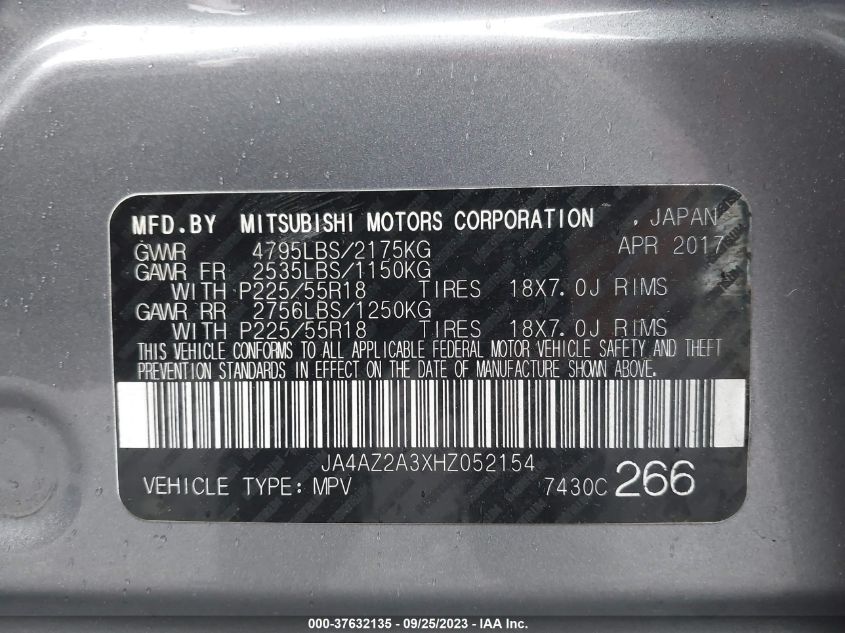 MFD.BY MITSUBISHI MOTORS CORPORATION , JAPAN
GVWR 4795LBS/2175KG APR 2017
GAWR FR 2535LBS/1150KG
WITH P225/55R18 TIRES 18X7.0J RIMS
GAWR RR 2756LBS/1250KG
WITH P225/55R18 TIRES 18X7.0J RIMS
THIS VEHICLE CONFORMS TO ALL APPLICABLE FEDERAL MOTOR VEHICLE SAFETY AND THEFT
PREVENTION STANDARDS IN EFFECT ON THE DATE OF MANUFACTURE SHOWN ABOVE.
JA4AZ2A3XHZ052154
VEHICLE TYPE: MPV 7430C 266
000-37632135 - 09/25/2023 - IAA Inc.